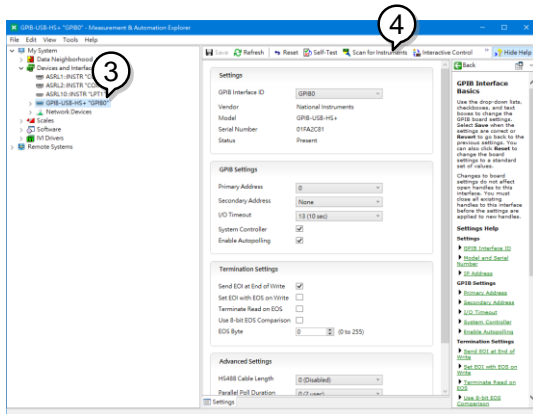 GPIB-USB-HS+ "GPIB0" - Measurement & Automation Explorer
File Edit View Tools Help
My System
Data Neighborhood
Devices and Interfaces
ASRL1::INSTR "COM
ASRL2::INSTR "CO
ASRL10::INSTR "LPT1"
GPIB-USB-HS+ "GPIB0"
Network Devices
Scales
Software
IVI Drivers
Remote Systems
3
4
Save Refresh Reset Self-Test Scan for Instruments Interactive Control Hide Help
Settings
GPIB Interface ID GPIB0
Vendor National Instruments
Model GPIB-USB-HS+
Serial Number 01FA2C81
Status Present
GPIB Settings
Primary Address 0
Secondary Address None
I/O Timeout 13 (10 sec)
System Controller
Enable Autopolling
Termination Settings
Send EOI at End of Write
Set EOI with EOS on Write
Terminate Read on EOS
Use 8-bit EOS Comparison
EOS Byte 0 (0 to 255)
Advanced Settings
HS488 Cable Length 0 (Disabled)
Parallel Poll Duration
Settings
Back
GPIB Interface
Basics
Use the drop-down lists,
checkboxes, and text
boxes to change the
GPIB board settings.
Select Save when the
settings are correct or
Revert to go back to the
previous settings. You
can also click Reset to
change the board
settings to a standard
set of values.
Changes to board
settings do not affect
open handles to this
interface. You must
close all existing
handles to this interface
before the settings are
applied to new handles.
Settings Help
Settings
GPIB Interface ID
Model and Serial
Number
IP Address
GPIB Settings
Primary Address
Secondary Address
I/O Timeout
System Controller
Enable Autopolling
Termination Settings
Send EOI at End of
Write
Set EOI with EOS on
Write
Terminate Read on
EOS
Use 8-bit EOS
Comparison